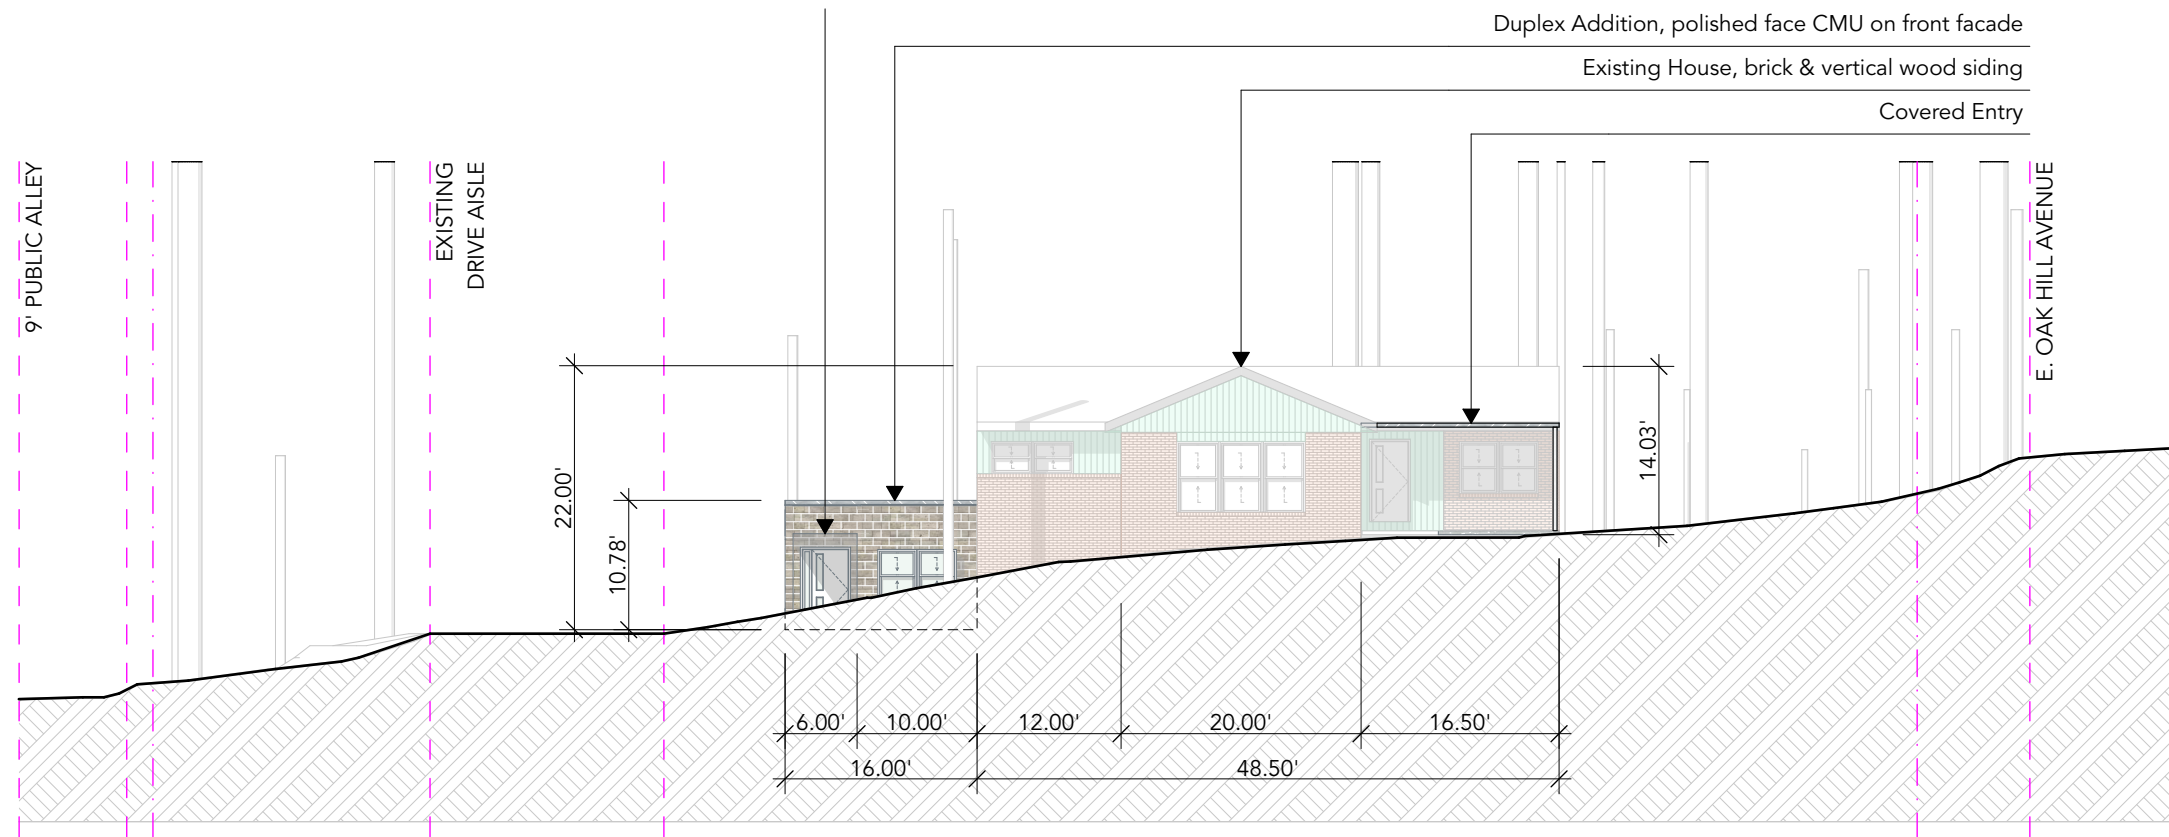 Duplex Addition, polished face CMU on front facade
Existing House, brick & vertical wood siding
Covered Entry
9' PUBLIC ALLEY
EXISTING
DRIVE AISLE
E. OAK HILL AVENUE
22.00'
10.78'
14.03'
6.00'
10.00'
12.00'
20.00'
16.50'
16.00'
48.50'